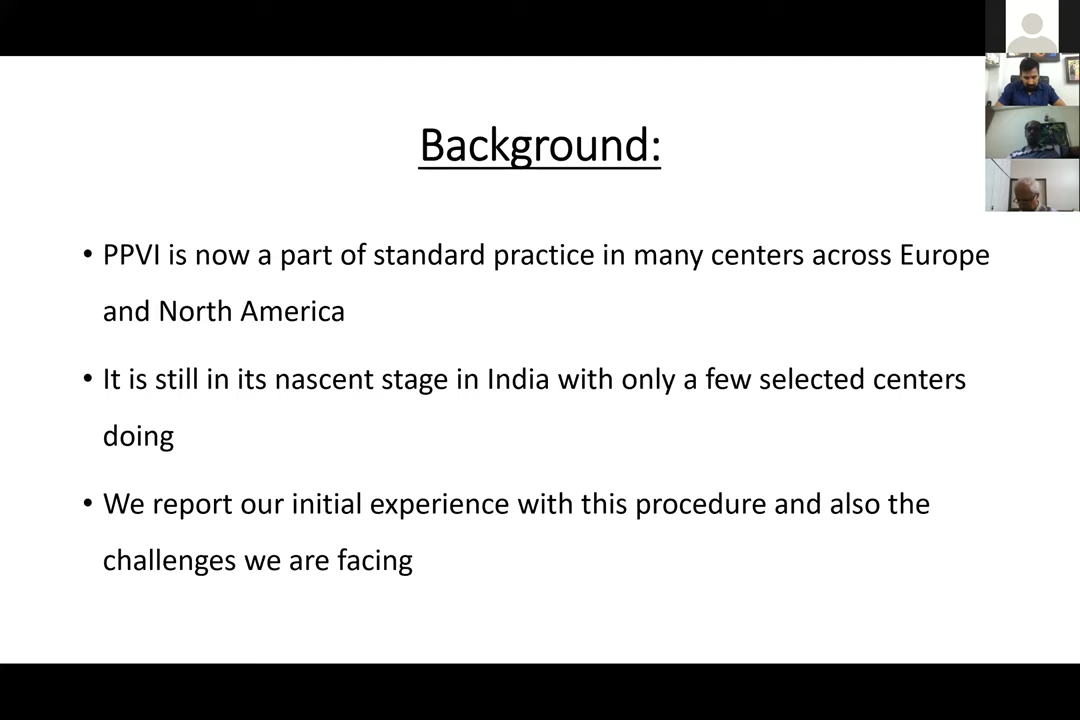 Background:
• PPVI is now a part of standard practice in many centers across Europe
and North America
• It is still in its nascent stage in India with only a few selected centers
doing
• We report our initial experience with this procedure and also the
challenges we are facing